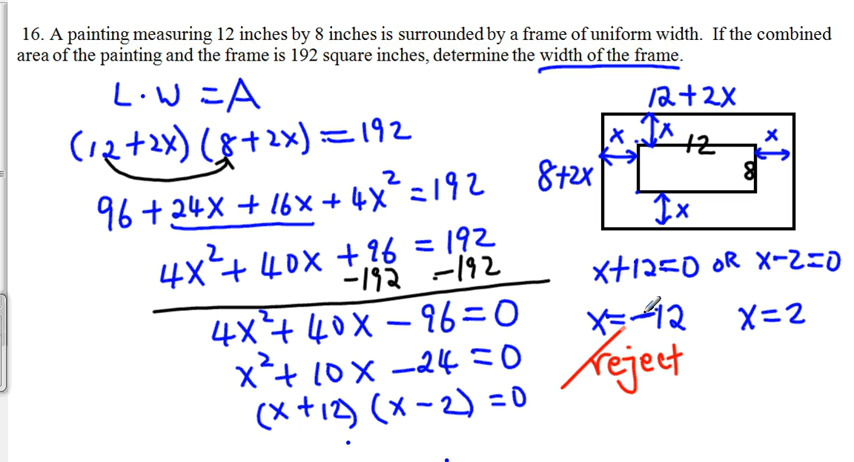 16. A painting measuring 12 inches by 8 inches is surrounded by a frame of uniform width. If the combined
area of the painting and the frame is 192 square inches, determine the width of the frame.
L·W = A
(12+2x)(8+2x) = 192
96 + 24x + 16x + 4x² = 192
4x² + 40x + 96 = 192
-192 -192
4x² + 40x - 96 = 0
x² + 10x - 24 = 0
(x+12)(x-2) = 0
12+2x
x
x
12
x
8+2x
8
x
x+12=0 OR x-2=0
x=-12 x=2
reject